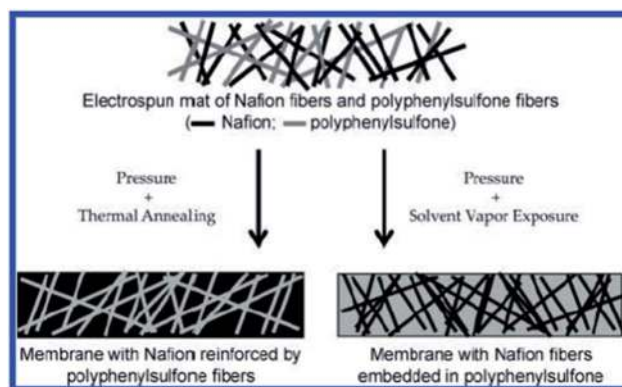 Electrospun mat of Nafion fibers and polyphenylsulfone fibers
(— Nafion; — polyphenylsulfone)
Pressure
+
Thermal Annealing
Pressure
+
Solvent Vapor Exposure
Membrane with Nafion reinforced by
polyphenylsulfone fibers
Membrane with Nafion fibers
embedded in polyphenylsulfone